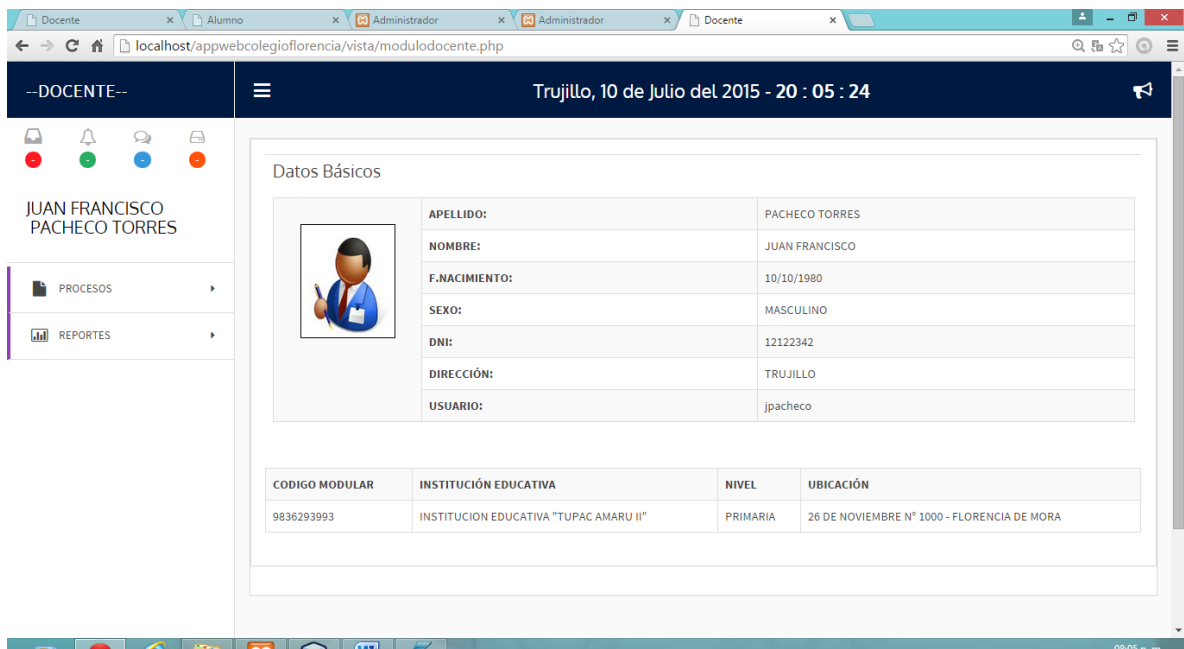 Docente
Alumno
Administrador
Administrador
Docente
localhost/appwebcolegioflorencia/vista/modulodocente.php
--DOCENTE--
Trujillo, 10 de Julio del 2015 - 20 : 05 : 24
JUAN FRANCISCO
PACHECO TORRES
PROCESOS
REPORTES
Datos Básicos
APELLIDO: PACHECO TORRES
NOMBRE: JUAN FRANCISCO
F.NACIMIENTO: 10/10/1980
SEXO: MASCULINO
DNI: 12122342
DIRECCIÓN: TRUJILLO
USUARIO: jpacheco
CODIGO MODULAR INSTITUCIÓN EDUCATIVA NIVEL UBICACIÓN
9836293993 INSTITUCION EDUCATIVA "TUPAC AMARU II" PRIMARIA 26 DE NOVIEMBRE N° 1000 - FLORENCIA DE MORA